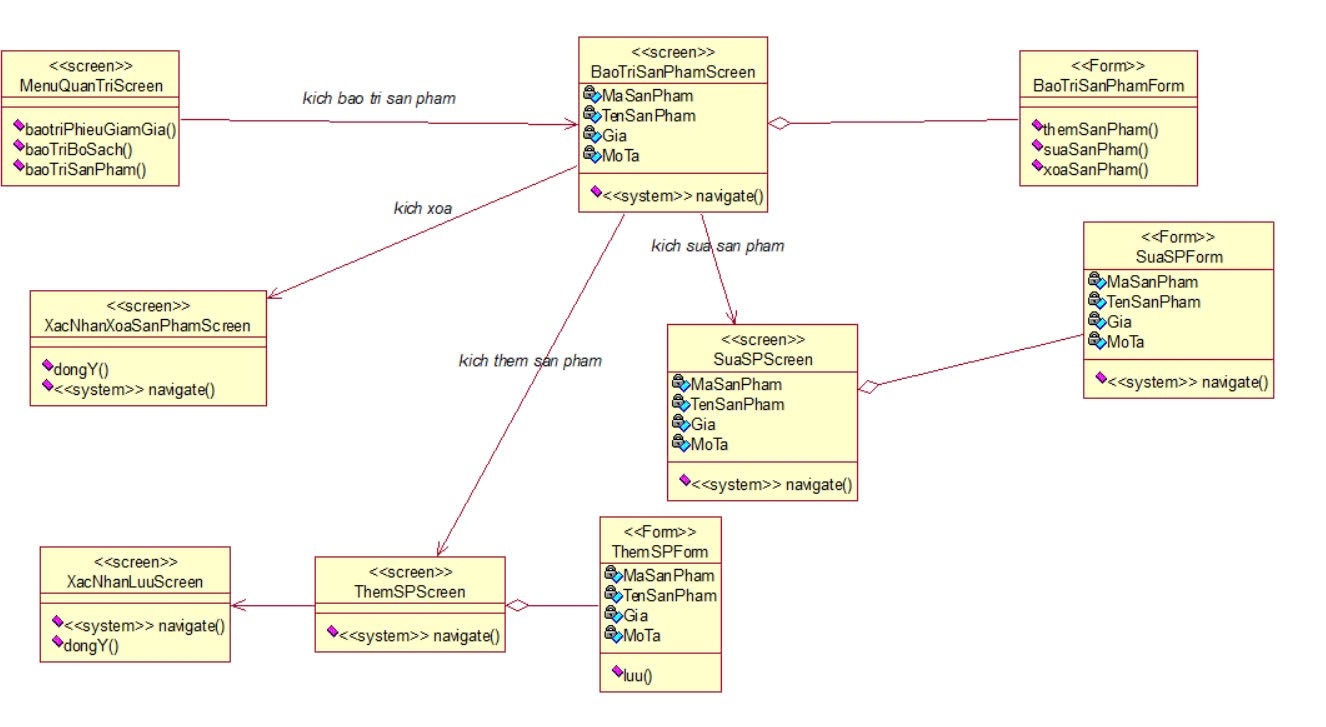 <<screen>>
MenuQuanTriScreen
baotriPhieuGiamGia()
baoTriBoSach()
baoTriSanPham()
kich bao tri san pham
<<screen>>
BaoTriSanPhamScreen
MaSanPham
TenSanPham
Gia
MoTa
<<system>> navigate()
<<Form>>
BaoTriSanPhamForm
themSanPham()
suaSanPham()
xoaSanPham()
kich xoa
kich sua san pham
<<Form>>
SuaSPForm
MaSanPham
TenSanPham
Gia
MoTa
<<system>> navigate()
<<screen>>
XacNhanXoaSanPhamScreen
dongY()
<<system>> navigate()
kich them san pham
<<screen>>
SuaSPScreen
MaSanPham
TenSanPham
Gia
MoTa
<<system>> navigate()
<<screen>>
XacNhanLuuScreen
<<system>> navigate()
dongY()
<<screen>>
ThemSPScreen
<<system>> navigate()
<<Form>>
ThemSPForm
MaSanPham
TenSanPham
Gia
MoTa
luu()